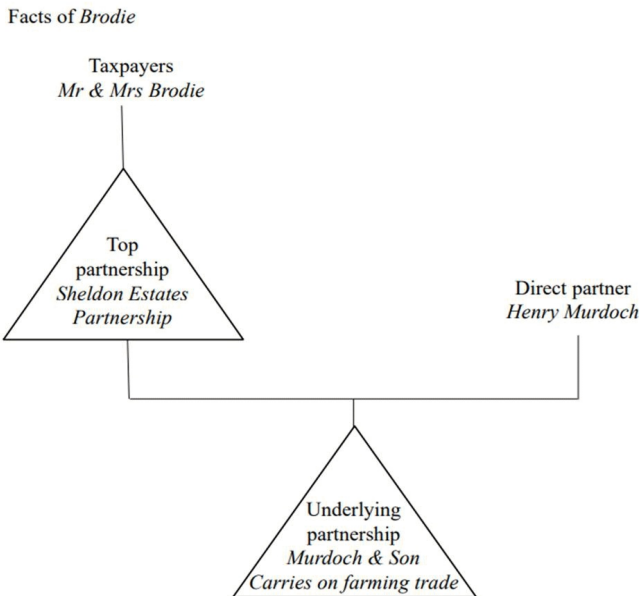 Facts of Brodie
Taxpayers
Mr & Mrs Brodie
Top
partnership
Sheldon Estates
Partnership
Direct partner
Henry Murdoch
Underlying
partnership
Murdoch & Son
Carries on farming trade